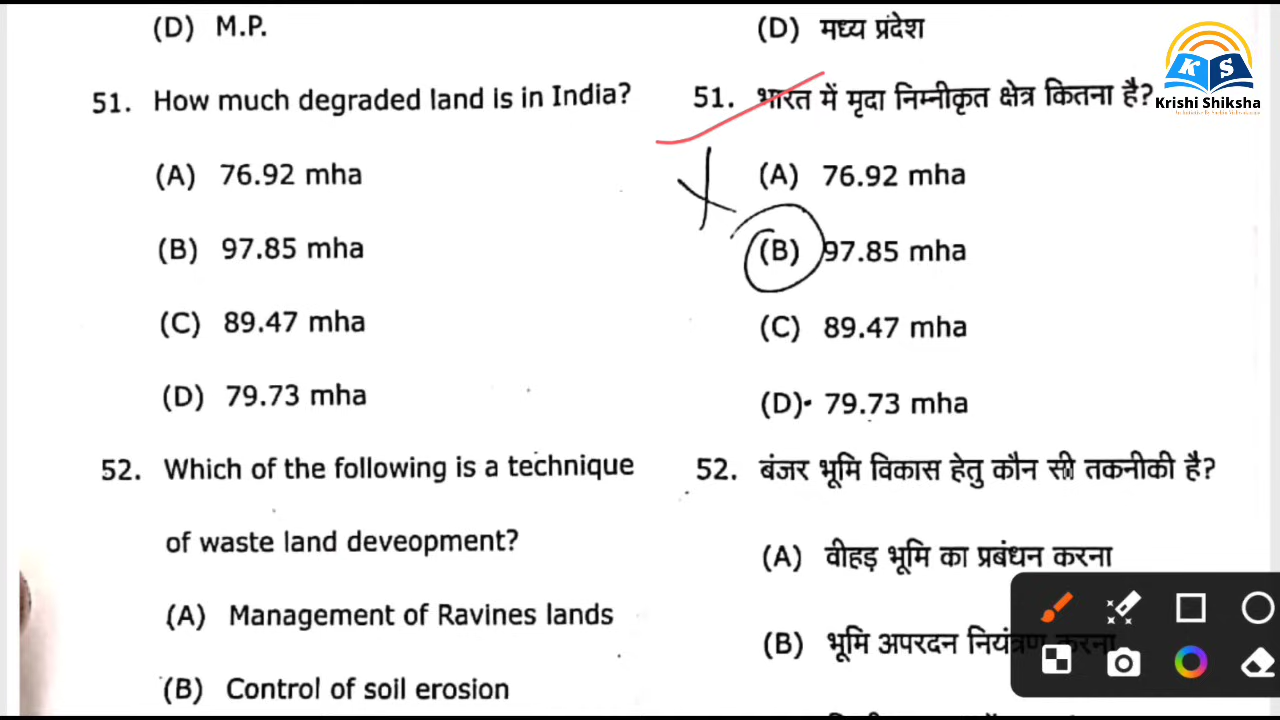 (D) M.P.
51. How much degraded land is in India?
(A) 76.92 mha
(B) 97.85 mha
(C) 89.47 mha
(D) 79.73 mha
52. Which of the following is a technique
of waste land deveopment?
(A) Management of Ravines lands
(B) Control of soil erosion
(D) मध्य प्रंदेश
51. भारत में मृदा निम्नीकृत क्षेत्र कितना है?
(A) 76.92 mha
(B) 97.85 mha
(C) 89.47 mha
(D) 79.73 mha
52. बंजर भूमि विकास हेतु कौन सी तकनीकी है?
(A) वीहड़ भूमि का प्रबंधन करना
(B) भूमि अपरदन नियंत्रण करना
K S
Krishi Shiksha